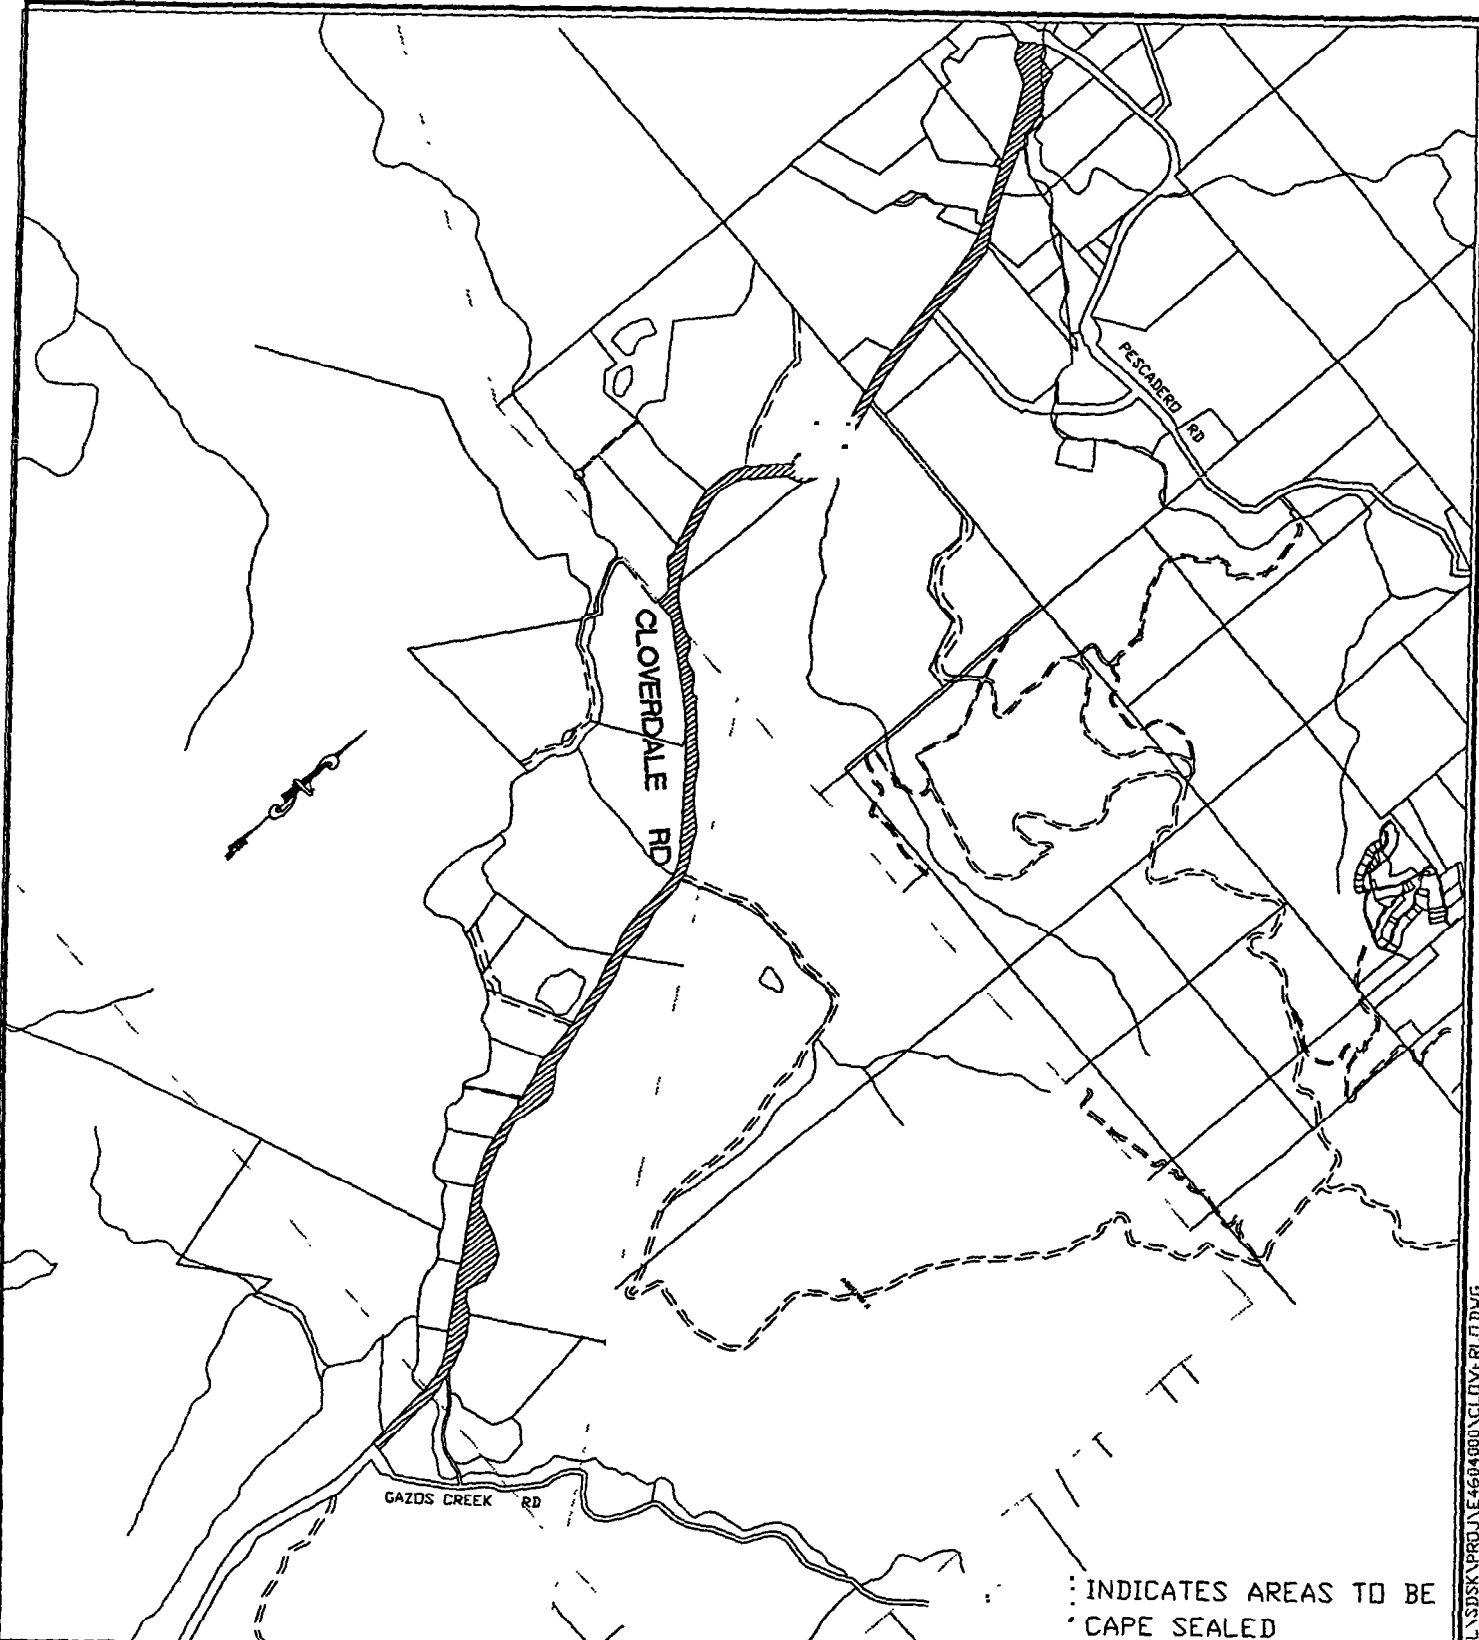 PESCADERO RD
CLOVERDALE RD
GAZOS CREEK RD
INDICATES AREAS TO BE
CAPE SEALED